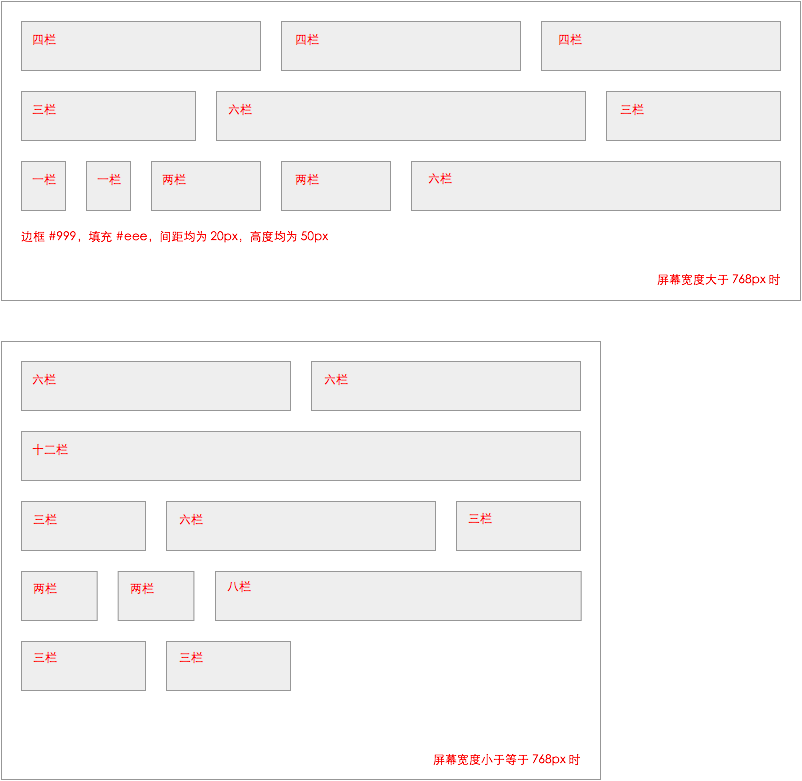 四栏 四栏 四栏
三栏 六栏 三栏
一栏 一栏 两栏 两栏 六栏
边框 #999，填充 #eee，间距均为 20px，高度均为 50px
屏幕宽度大于 768px 时
六栏 六栏
十二栏
三栏 六栏 三栏
两栏 两栏 八栏
三栏 三栏
屏幕宽度小于等于 768px 时